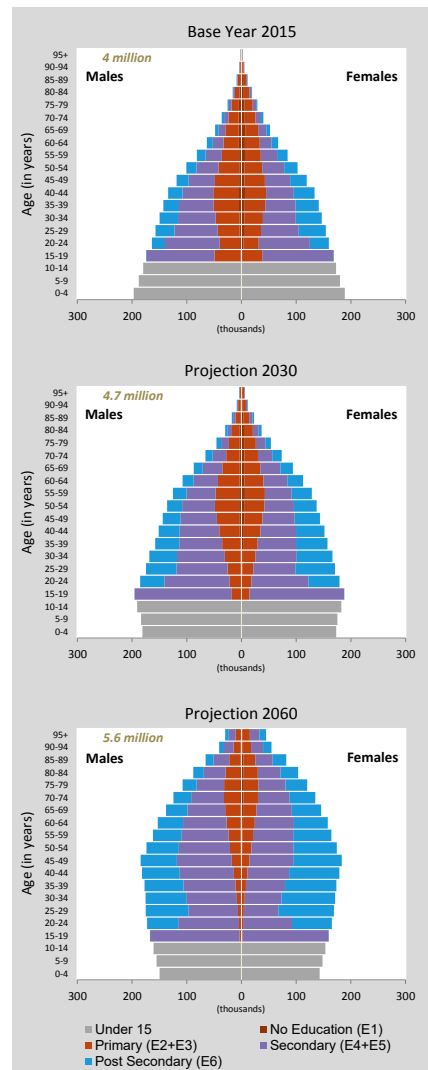 Base Year 2015
4 million
Males
Females
Age (in years)
95+
90-94
85-89
80-84
75-79
70-74
65-69
60-64
55-59
50-54
45-49
40-44
35-39
30-34
25-29
20-24
15-19
10-14
5-9
0-4
300 200 100 0 100 200 300
(thousands)
Projection 2030
4.7 million
Males
Females
Age (in years)
95+
90-94
85-89
80-84
75-79
70-74
65-69
60-64
55-59
50-54
45-49
40-44
35-39
30-34
25-29
20-24
15-19
10-14
5-9
0-4
300 200 100 0 100 200 300
(thousands)
Projection 2060
5.6 million
Males
Females
Age (in years)
95+
90-94
85-89
80-84
75-79
70-74
65-69
60-64
55-59
50-54
45-49
40-44
35-39
30-34
25-29
20-24
15-19
10-14
5-9
0-4
300 200 100 0 100 200 300
(thousands)
Under 15
No Education (E1)
Primary (E2+E3)
Secondary (E4+E5)
Post Secondary (E6)